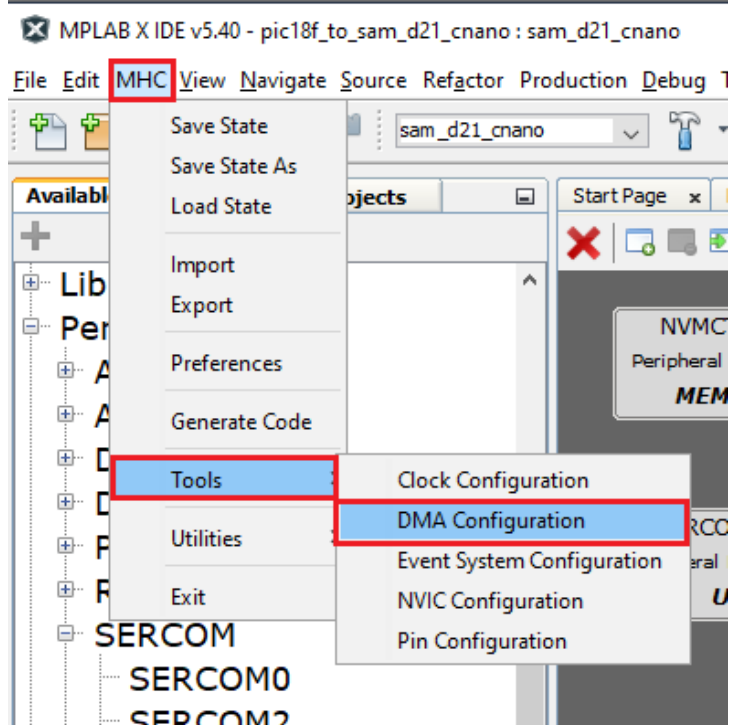 MPLAB X IDE v5.40 - pic18f_to_sam_d21_cnano : sam_d21_cnano
File Edit MHC View Navigate Source Refactor Production Debug
sam_d21_cnano
Save State
Save State As
Load State
Import
Export
Preferences
Generate Code
Tools
Utilities
Exit
Clock Configuration
DMA Configuration
Event System Configuration
NVIC Configuration
Pin Configuration
Start Page
Peripheral
SERCOM
SERCOM0
SERCOM2